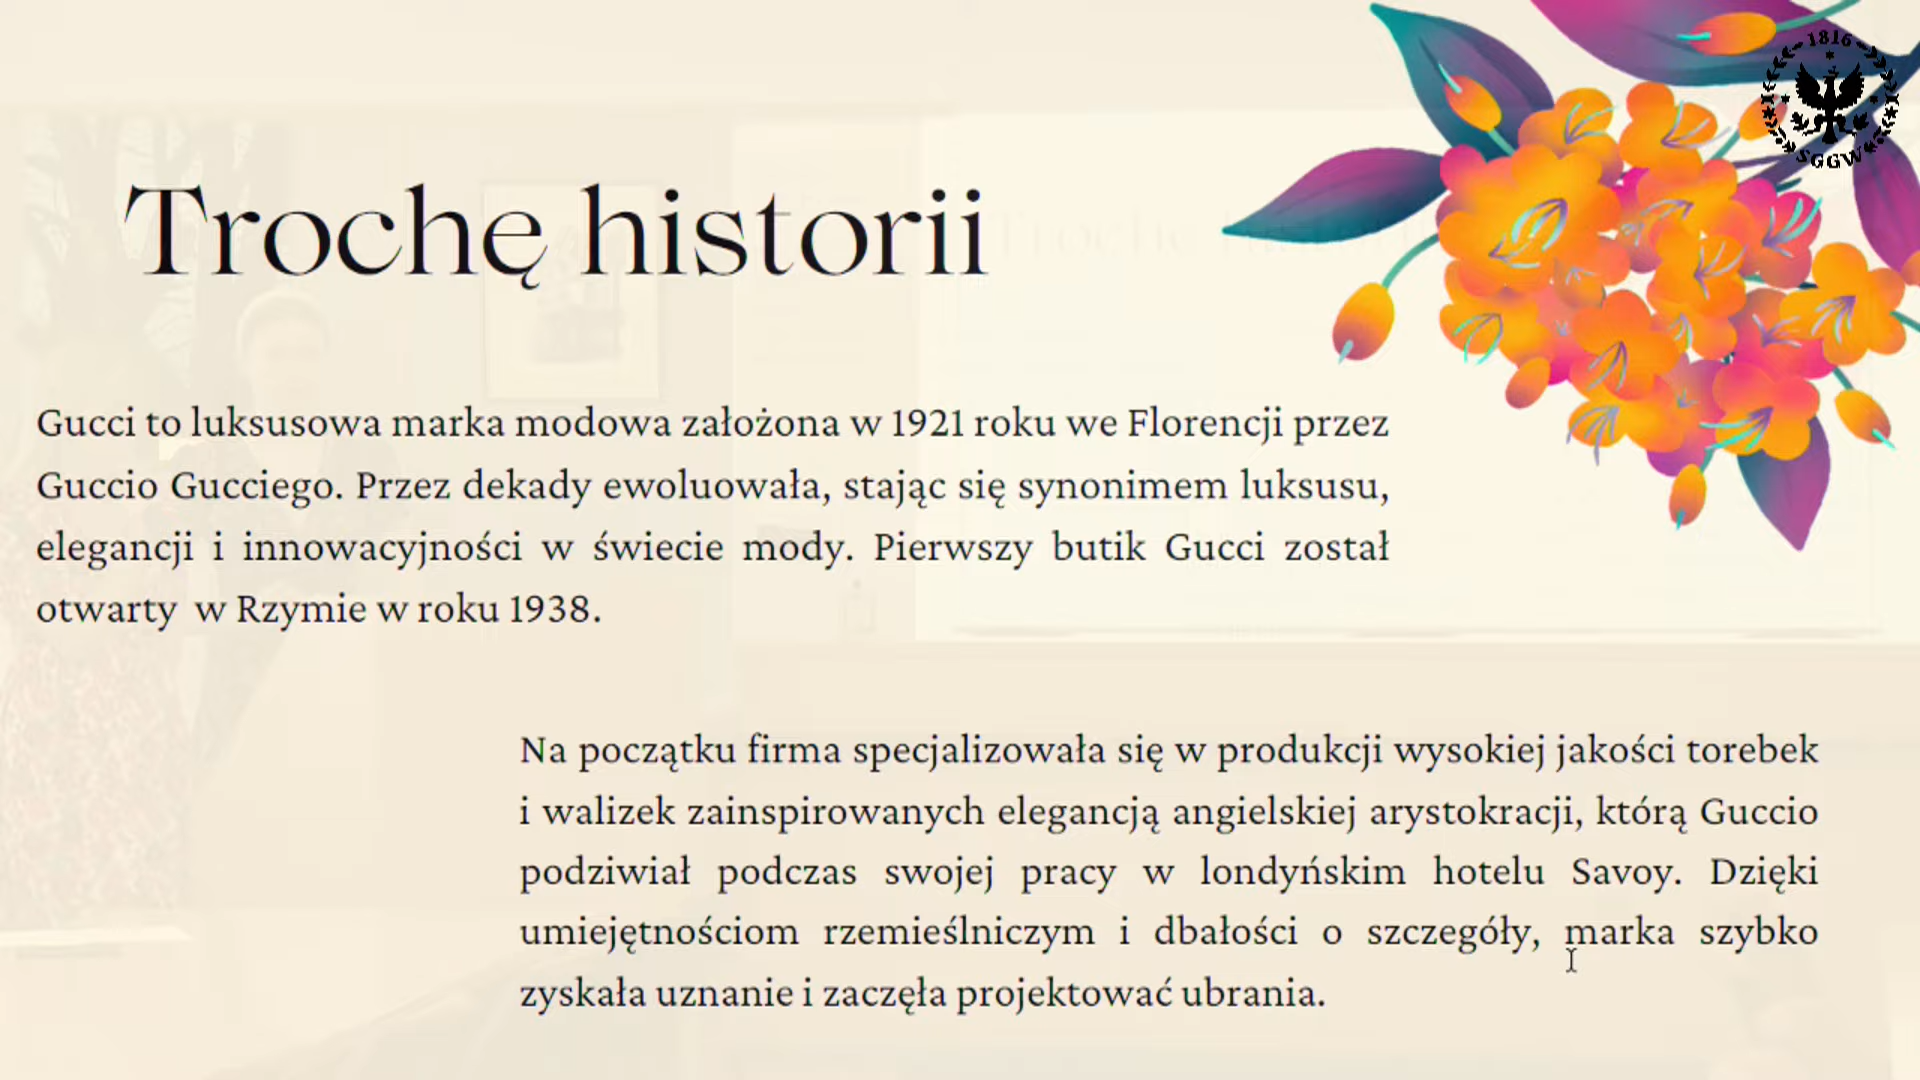 1816
SGGW
Trochę historii
Gucci to luksusowa marka modowa założona w 1921 roku we Florencji przez
Guccio Gucciego. Przez dekady ewoluowała, stając się synonimem luksusu,
elegancji i innowacyjności w świecie mody. Pierwszy butik Gucci został
otwarty w Rzymie w roku 1938.
Na początku firma specjalizowała się w produkcji wysokiej jakości torebek
i walizek zainspirowanych elegancją angielskiej arystokracji, którą Guccio
podziwiał podczas swojej pracy w londyńskim hotelu Savoy. Dzięki
umiejętnościom rzemieślniczym i dbałości o szczegóły, marka szybko
zyskała uznanie i zaczęła projektować ubrania.